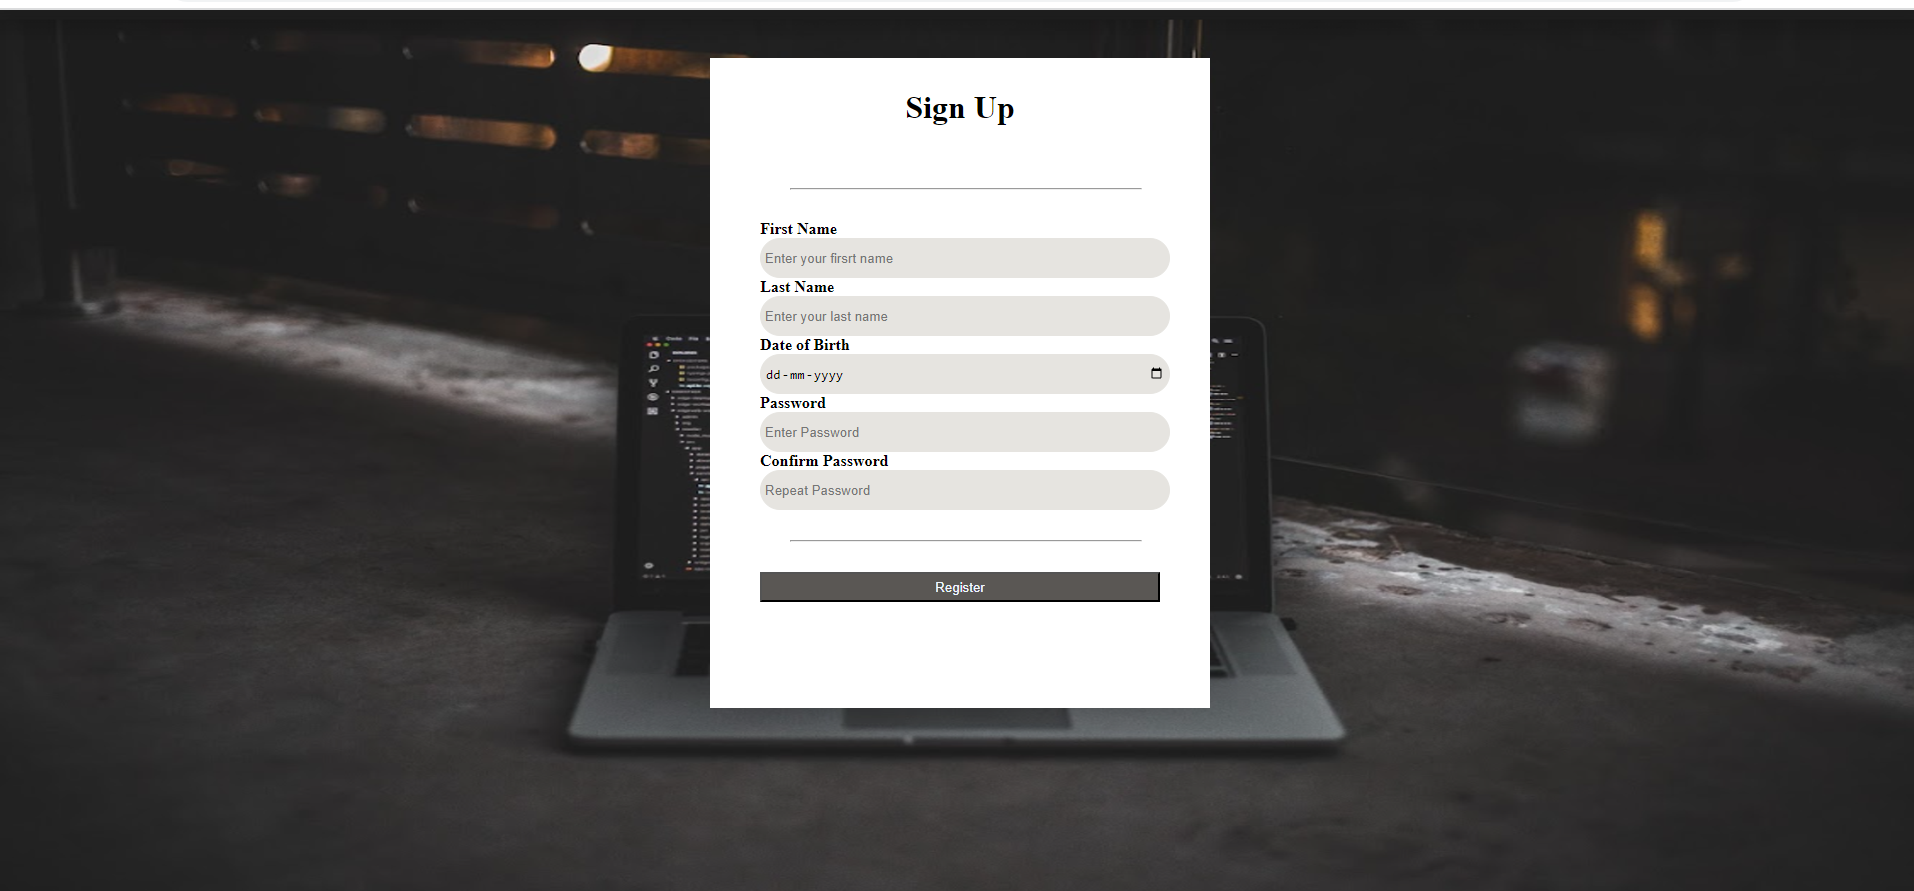 Sign Up
First Name
Enter your firsrt name
Last Name
Enter your last name
Date of Birth
dd-mm-yyyy
Password
Enter Password
Confirm Password
Repeat Password
Register